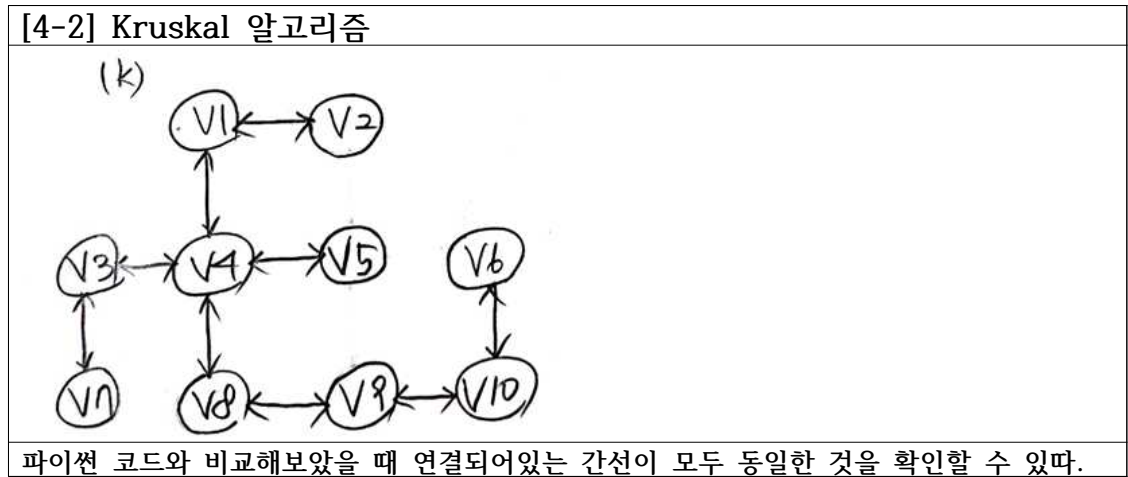 [4-2] Kruskal 알고리즘
(k)
V1 V2
V3 V4 V5 V6
V7 V8 V9 V10
파이썬 코드와 비교해보았을 때 연결되어있는 간선이 모두 동일한 것을 확인할 수 있따.